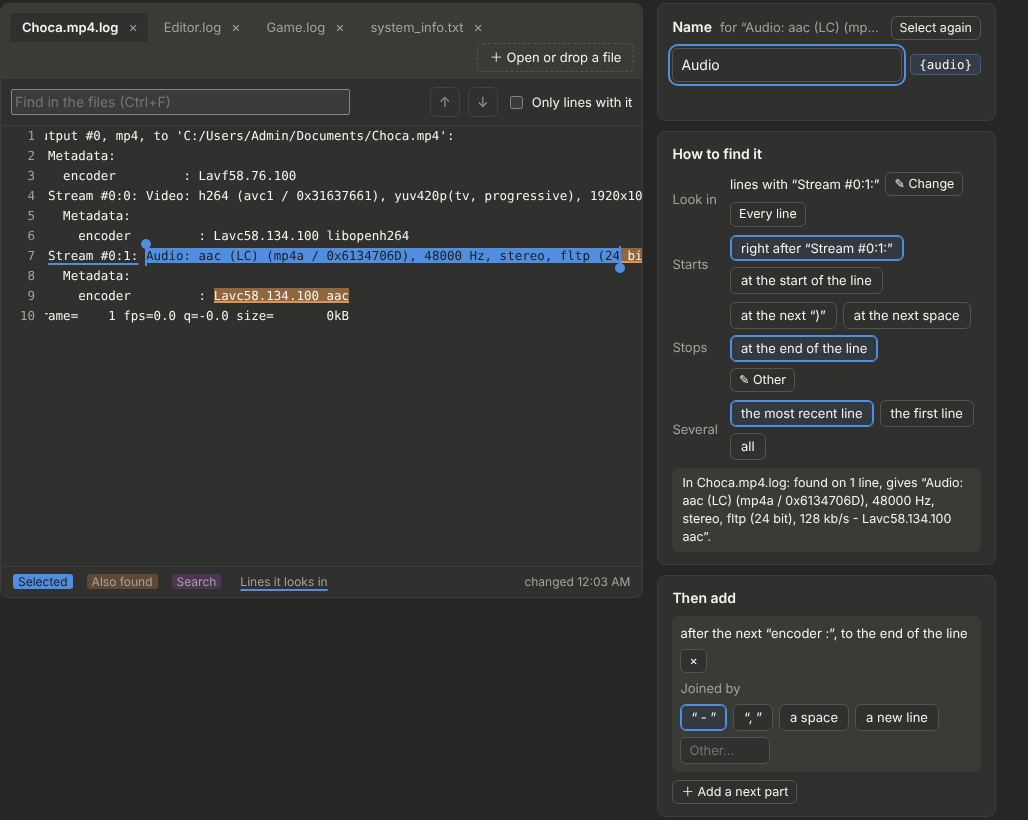 Choca.mp4.log × Editor.log × Game.log × system_info.txt ×
+ Open or drop a file
Find in the files (Ctrl+F) ↑ ↓ Only lines with it
1 utput #0, mp4, to 'C:/Users/Admin/Documents/Choca.mp4':
2 Metadata:
3 encoder : Lavf58.76.100
4 Stream #0:0: Video: h264 (avc1 / 0x31637661), yuv420p(tv, progressive), 1920x10
5 Metadata:
6 encoder : Lavc58.134.100 libopenh264
7 Stream #0:1: Audio: aac (LC) (mp4a / 0x6134706D), 48000 Hz, stereo, fltp (24 bi
8 Metadata:
9 encoder : Lavc58.134.100 aac
10 ame= 1 fps=0.0 q=-0.0 size= 0kB
Selected Also found Search Lines it looks in changed 12:03 AM
Name for “Audio: aac (LC) (mp... Select again
Audio {audio}
How to find it
Look in lines with “Stream #0:1:” ✎ Change
Every line
Starts right after “Stream #0:1:”
at the start of the line
Stops at the next “)” at the next space
at the end of the line
✎ Other
Several the most recent line the first line
all
In Choca.mp4.log: found on 1 line, gives “Audio:
aac (LC) (mp4a / 0x6134706D), 48000 Hz,
stereo, fltp (24 bit), 128 kb/s - Lavc58.134.100
aac”.
Then add
after the next “encoder :”, to the end of the line
×
Joined by
“ - ” “, ” a space a new line
Other...
+ Add a next part